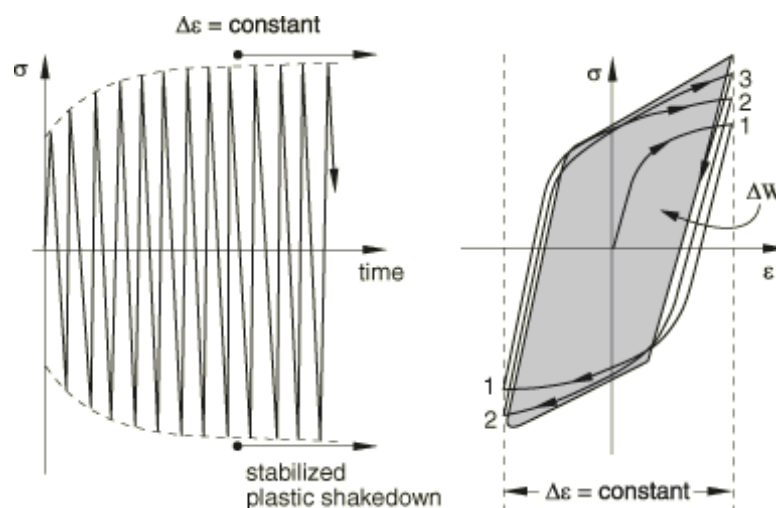 Δε = constant
σ
time
stabilized
plastic shakedown
σ
3
2
1
ΔW
ε
1
2
Δε = constant